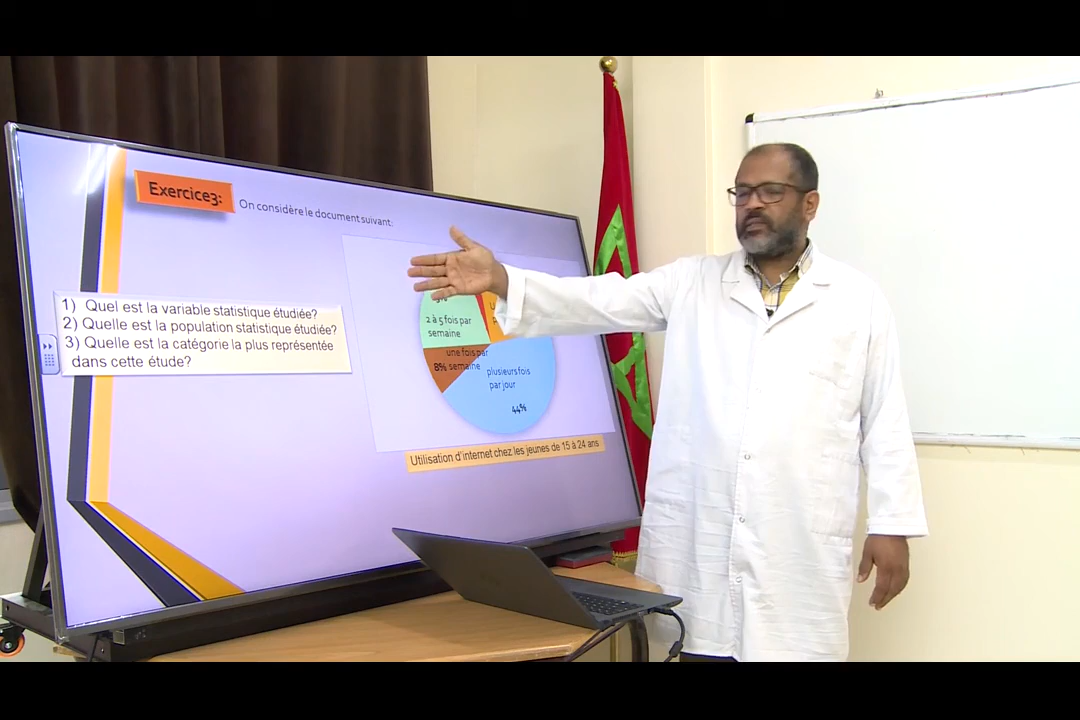 Exercice3:
On considère le document suivant:
1) Quel est la variable statistique étudiée?
2) Quelle est la population statistique étudiée?
3) Quelle est la catégorie la plus représentée
dans cette étude?
2 à 5 fois par
semaine
une fois par
8% semaine
plusieurs fois
par jour
44%
Utilisation d'internet chez les jeunes de 15 à 24 ans